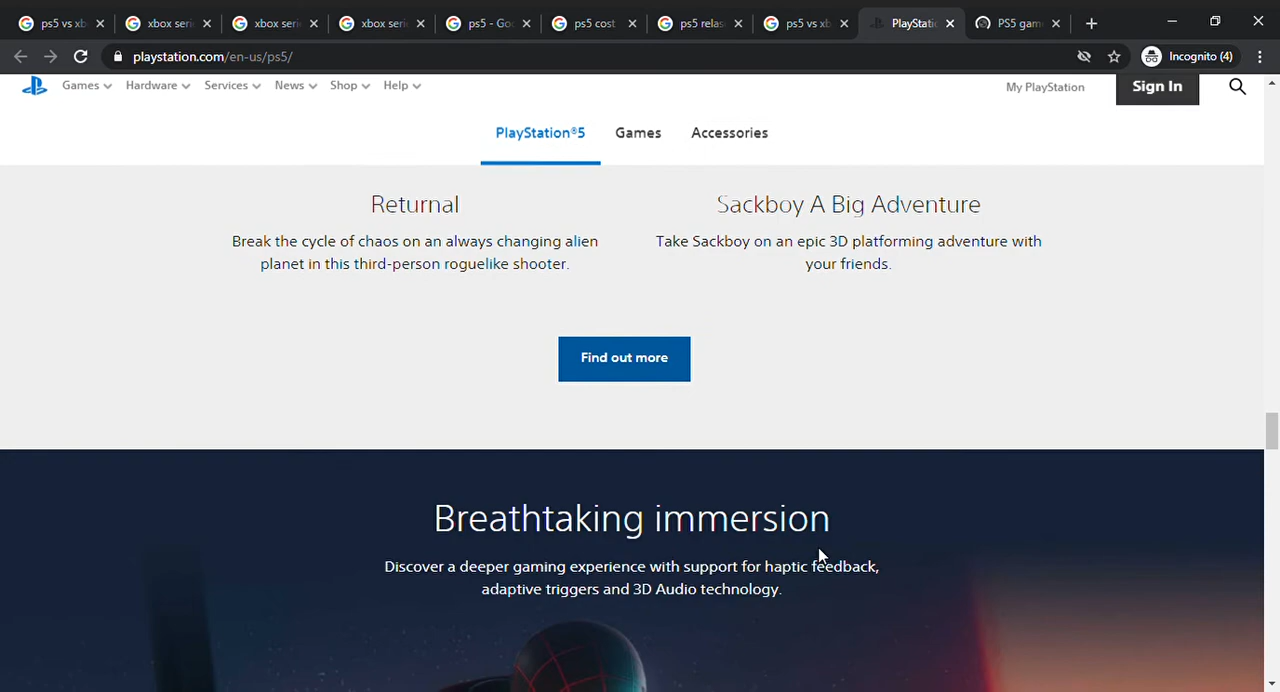 ps5 vs xb
xbox seri
xbox seri
xbox seri
ps5 - Goo
ps5 cost
ps5 relas
ps5 vs xb
PlayStati
PS5 gam
playstation.com/en-us/ps5/
Incognito (4)
Games
Hardware
Services
News
Shop
Help
My PlayStation
Sign In
PlayStation®5
Games
Accessories
Returnal
Break the cycle of chaos on an always changing alien
planet in this third-person roguelike shooter.
Sackboy A Big Adventure
Take Sackboy on an epic 3D platforming adventure with
your friends.
Find out more
Breathtaking immersion
Discover a deeper gaming experience with support for haptic feedback,
adaptive triggers and 3D Audio technology.